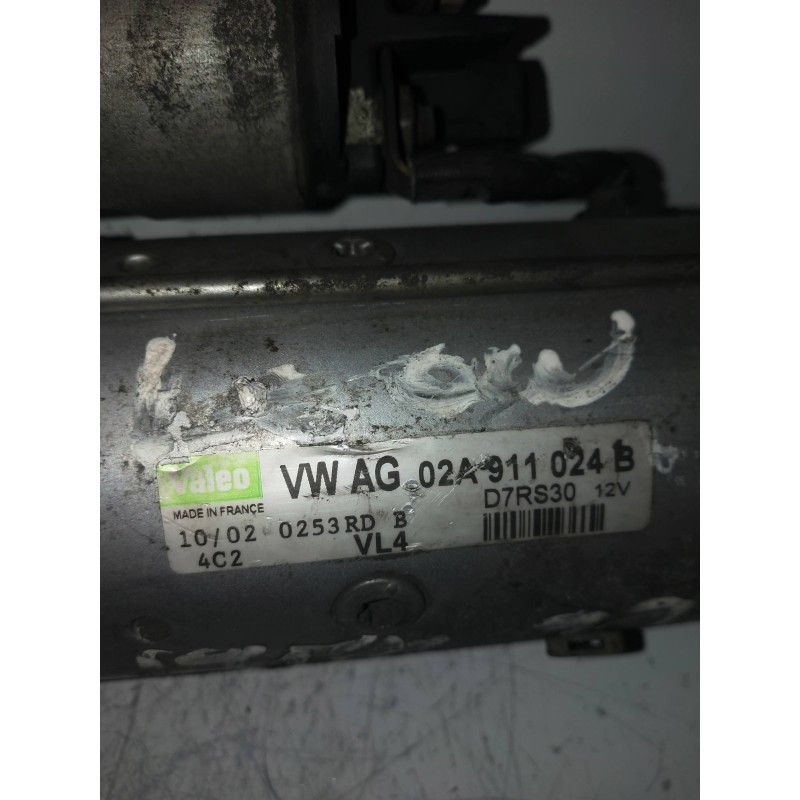 Valeo VW AG 02A 911 024 B
MADE IN FRANCE D7RS30 12V
10/02 0253RD B
4C2 VL4